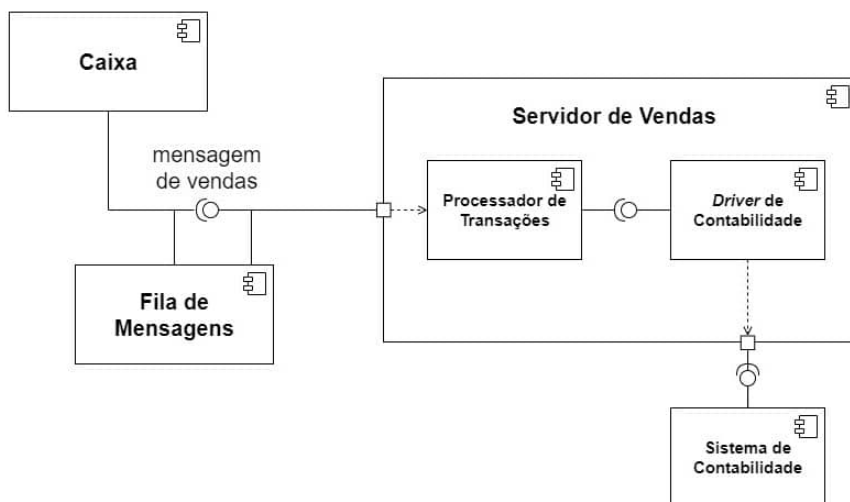 Caixa
mensagem
de vendas
Fila de
Mensagens
Servidor de Vendas
Processador de
Transações
Driver de
Contabilidade
Sistema de
Contabilidade